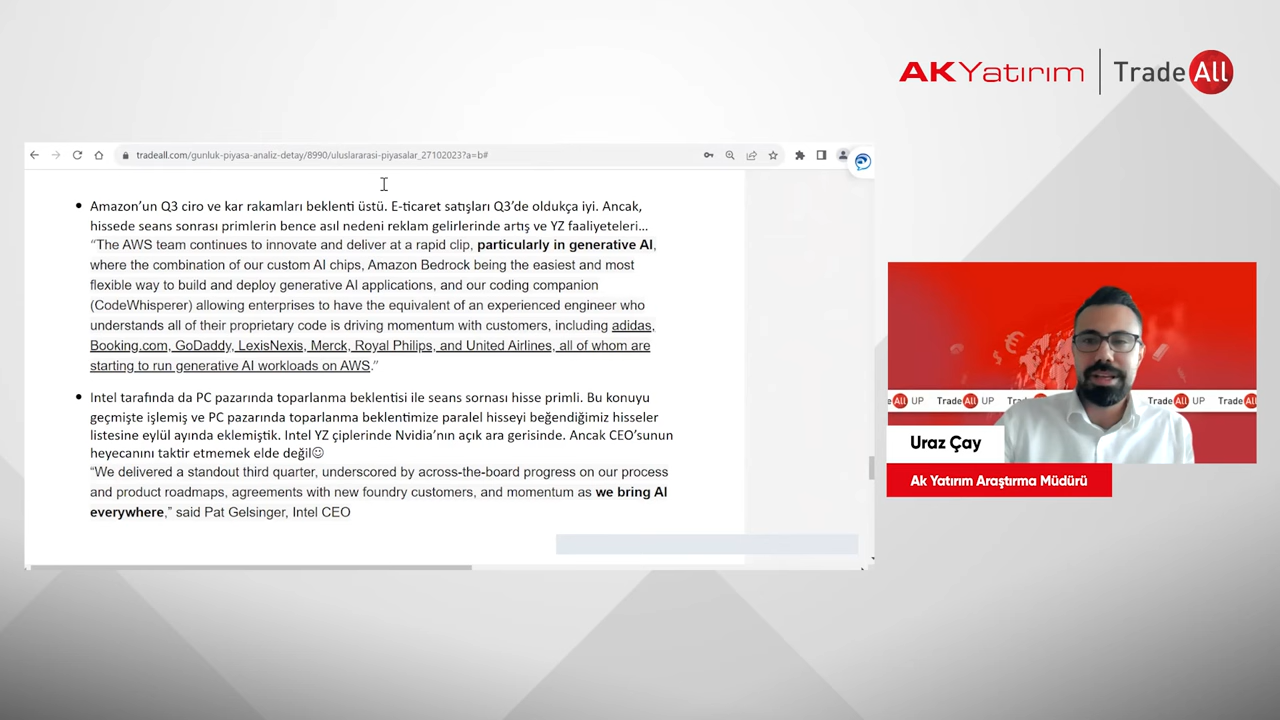 AKYatırım | TradeAll
tradeall.com/gunluk-piyasa-analiz-detay/8990/uluslararasi-piyasalar_27102023?a=b#
• Amazon’un Q3 ciro ve kar rakamları beklenti üstü. E-ticaret satışları Q3’de oldukça iyi. Ancak,
hissede seans sonrası primlerin bence asıl nedeni reklam gelirlerinde artış ve YZ faaliyeteleri…
“The AWS team continues to innovate and deliver at a rapid clip, particularly in generative AI,
where the combination of our custom AI chips, Amazon Bedrock being the easiest and most
flexible way to build and deploy generative AI applications, and our coding companion
(CodeWhisperer) allowing enterprises to have the equivalent of an experienced engineer who
understands all of their proprietary code is driving momentum with customers, including adidas,
Booking.com, GoDaddy, LexisNexis, Merck, Royal Philips, and United Airlines, all of whom are
starting to run generative AI workloads on AWS.”
• Intel tarafında da PC pazarında toparlanma beklentisi ile seans sornası hisse primli. Bu konuyu
geçmişte işlemiş ve PC pazarında toparlanma beklentimize paralel hisseyi beğendiğimiz hisseler
listesine eylül ayında eklemiştik. Intel YZ çiplerinde Nvidia’nın açık ara gerisinde. Ancak CEO’sunun
heyecanını taktir etmemek elde değil☺
“We delivered a standout third quarter, underscored by across-the-board progress on our process
and product roadmaps, agreements with new foundry customers, and momentum as we bring AI
everywhere,” said Pat Gelsinger, Intel CEO
All UP TradeAll UP Tra TradeAll UP TradeAll
Uraz Çay
Ak Yatırım Araştırma Müdürü